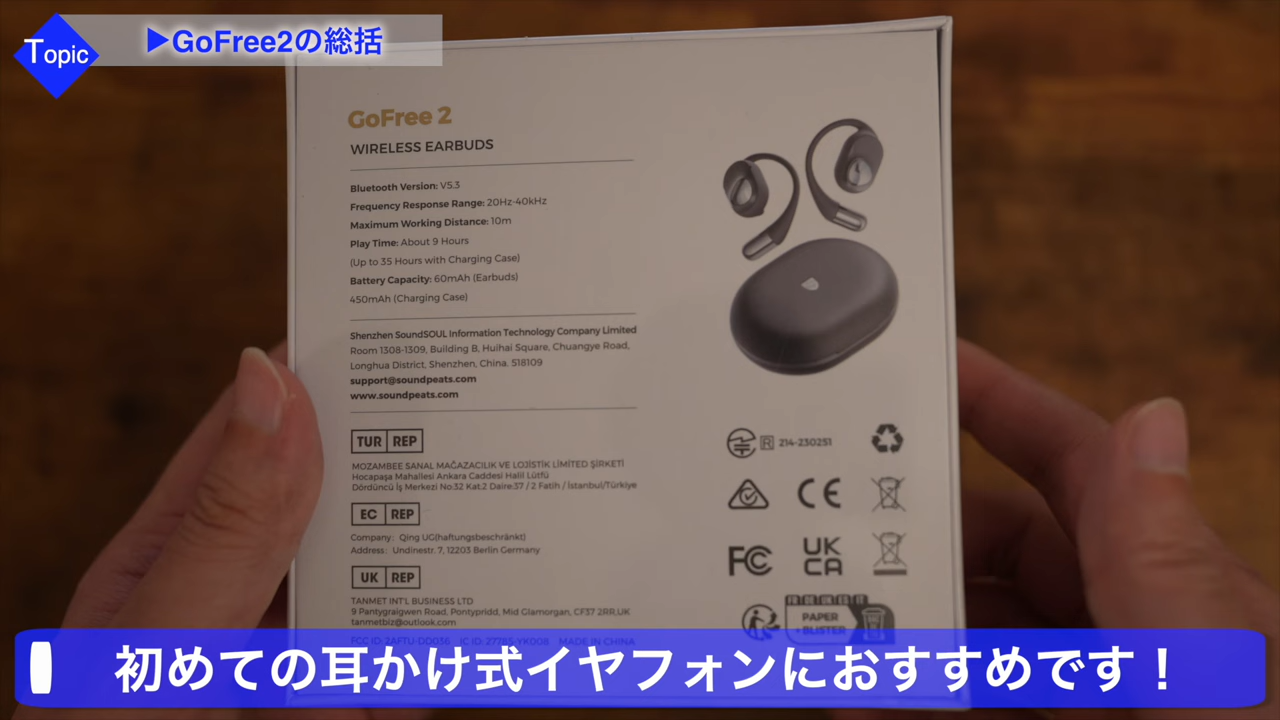 Topic
▶GoFree2の総括
GoFree 2
WIRELESS EARBUDS
Bluetooth Version: V5.3
Frequency Response Range: 20Hz-40kHz
Maximum Working Distance: 10m
Play Time: About 9 Hours
(Up to 35 Hours with Charging Case)
Battery Capacity: 60mAh (Earbuds)
450mAh (Charging Case)
Shenzhen SoundSOUL Information Technology Company Limited
Room 1308-1309, Building B, Huihai Square, Chuangye Road,
Longhua District, Shenzhen, China. 518109
support@soundpeats.com
www.soundpeats.com
TUR REP
MOZAMBEE SANAL MAĞAZACILIK VE LOJİSTİK LİMİTED ŞİRKETİ
Hocapaşa Mahallesi Ankara Caddesi Halil Lütfü
Dördüncü İş Merkezi No:32 Kat:2 Daire:37 / 2 Fatih / İstanbul/Türkiye
EC REP
Company: Qing UG(haftungsbeschränkt)
Address: Undinestr. 7, 12203 Berlin Germany
UK REP
TANMET INT'L BUSINESS LTD
9 Pantygraigwen Road, Pontypridd, Mid Glamorgan, CF37 2RR,UK
tanmetbiz@outlook.com
FCC ID: 2AFTU-DDG36 IC ID: 27785-YK008 MADE IN CHINA
R 214-230251
CE
FC
UK
CA
PAPER
+ BLISTER
初めての耳かけ式イヤフォンにおすすめです！